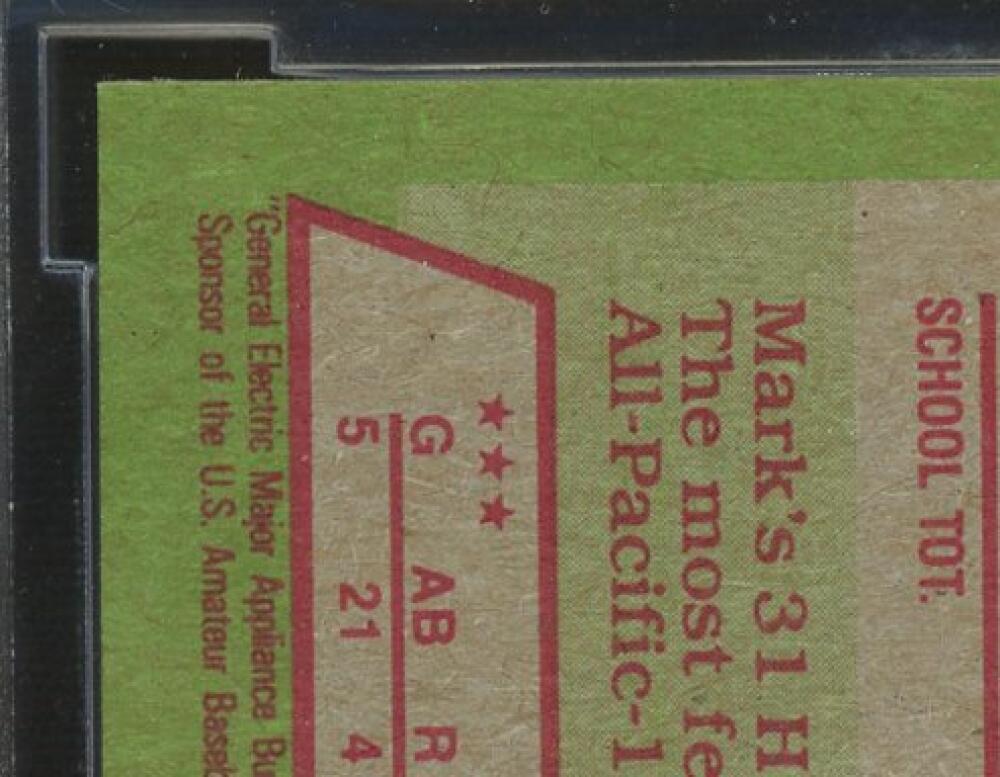 SCHOOL TOT.
Mark's 31 H
The most fe
All-Pacific-1
★★★
G AB R
5 21 4
"General Electric Major Appliance Bu
Sponsor of the U.S. Amateur Baseb